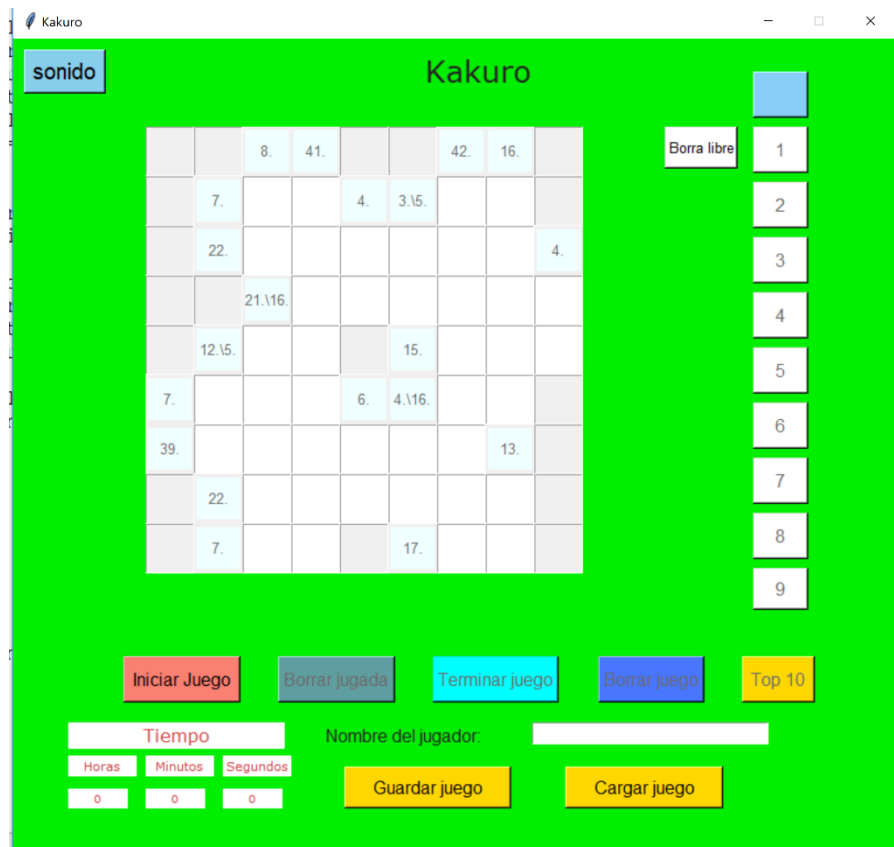 Kakuro
sonido
Kakuro
8. 41. 42. 16.
Borra libre
1
7. 4. 3.\5.
2
22. 4.
3
21.\16.
4
12.\5. 15.
5
7. 6. 4.\16.
6
39. 13.
7
22.
8
7. 17.
9
Iniciar Juego Borrar jugada Terminar juego Borrar juego Top 10
Tiempo
Nombre del jugador:
Horas Minutos Segundos
Guardar juego Cargar juego
0 0 0